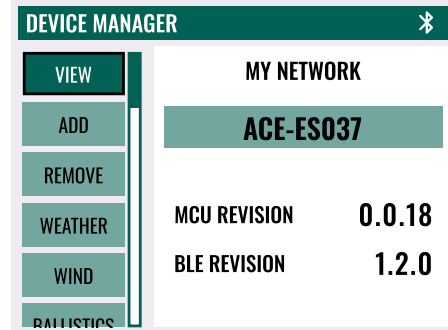 DEVICE MANAGER
VIEW
ADD
REMOVE
WEATHER
WIND
BALLISTICS
MY NETWORK
ACE-ES037
MCU REVISION 0.0.18
BLE REVISION 1.2.0